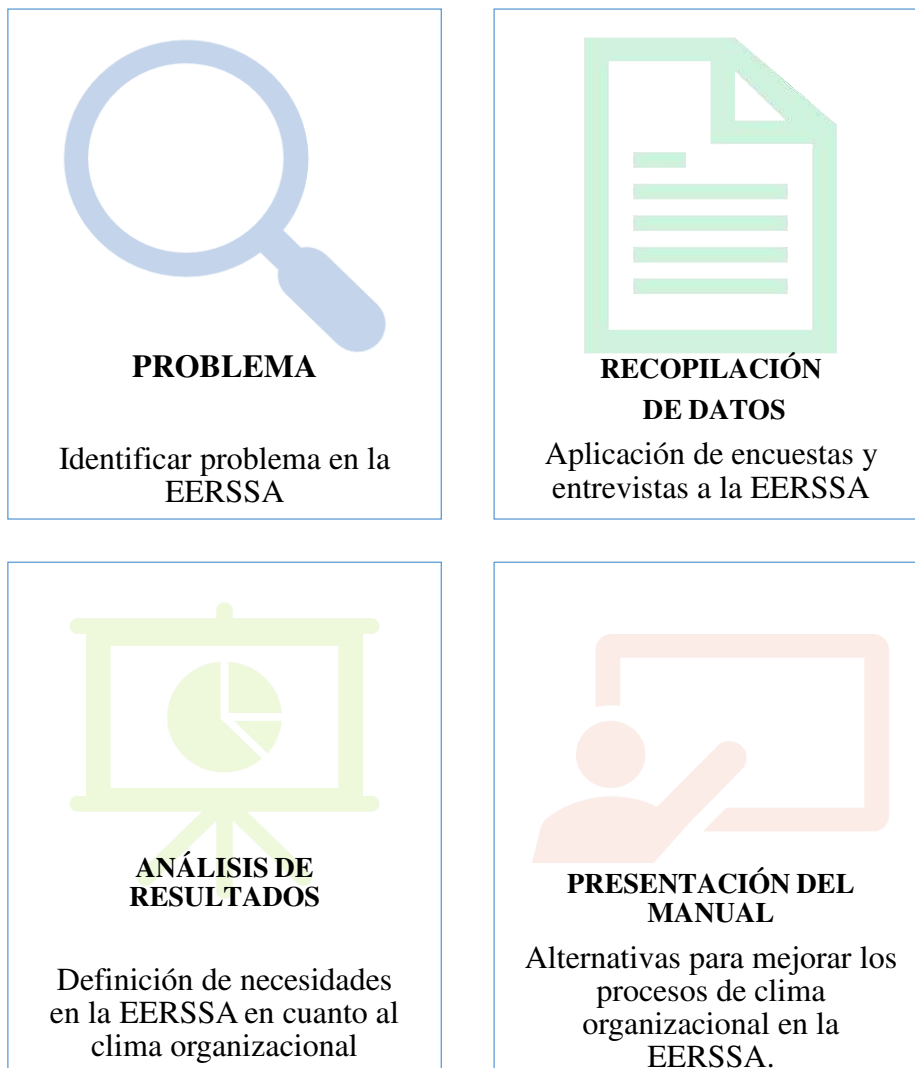 PROBLEMA
Identificar problema en la
EERSSA
RECOPILACIÓN
DE DATOS
Aplicación de encuestas y
entrevistas a la EERSSA
ANÁLISIS DE
RESULTADOS
Definición de necesidades
en la EERSSA en cuanto al
clima organizacional
PRESENTACIÓN DEL
MANUAL
Alternativas para mejorar los
procesos de clima
organizacional en la
EERSSA.